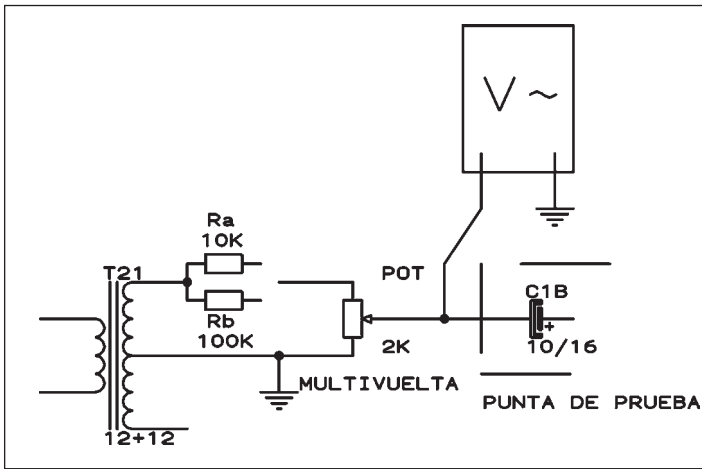 V ~
Ra
10K
T21
POT
C1B
Rb
100K
2K
+
10/16
MULTIVUELTA
PUNTA DE PRUEBA
12+12